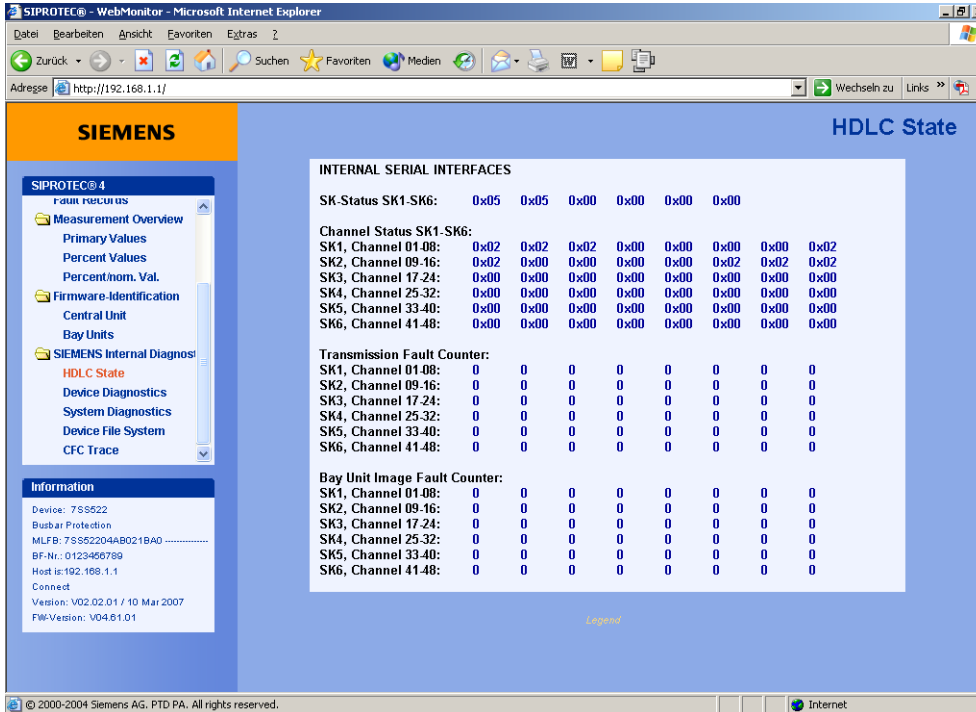 SIPROTEC® - WebMonitor - Microsoft Internet Explorer
Datei Bearbeiten Ansicht Favoriten Extras ?
Zurück Suchen Favoriten Medien
Adresse http://192.168.1.1/ Wechseln zu Links »
SIEMENS
HDLC State
SIPROTEC® 4
Fault Records
Measurement Overview
Primary Values
Percent Values
Percent/nom. Val.
Firmware-Identification
Central Unit
Bay Units
SIEMENS Internal Diagnost
HDLC State
Device Diagnostics
System Diagnostics
Device File System
CFC Trace
Information
Device: 7SS522
Busbar Protection
MLFB: 7SS52204AB021BA0 ---------------
BF-Nr.: 0123456789
Host is:192.168.1.1
Connect
Version: V02.02.01 / 10 Mar 2007
FW-Version: V04.61.01
INTERNAL SERIAL INTERFACES
SK-Status SK1-SK6: 0x05 0x05 0x00 0x00 0x00 0x00
Channel Status SK1-SK6:
SK1, Channel 01-08: 0x02 0x02 0x02 0x00 0x00 0x00 0x00 0x02
SK2, Channel 09-16: 0x02 0x02 0x00 0x00 0x00 0x02 0x02 0x02
SK3, Channel 17-24: 0x00 0x00 0x00 0x00 0x00 0x00 0x00 0x00
SK4, Channel 25-32: 0x00 0x00 0x00 0x00 0x00 0x00 0x00 0x00
SK5, Channel 33-40: 0x00 0x00 0x00 0x00 0x00 0x00 0x00 0x00
SK6, Channel 41-48: 0x00 0x00 0x00 0x00 0x00 0x00 0x00 0x00
Transmission Fault Counter:
SK1, Channel 01-08: 0 0 0 0 0 0 0 0
SK2, Channel 09-16: 0 0 0 0 0 0 0 0
SK3, Channel 17-24: 0 0 0 0 0 0 0 0
SK4, Channel 25-32: 0 0 0 0 0 0 0 0
SK5, Channel 33-40: 0 0 0 0 0 0 0 0
SK6, Channel 41-48: 0 0 0 0 0 0 0 0
Bay Unit Image Fault Counter:
SK1, Channel 01-08: 0 0 0 0 0 0 0 0
SK2, Channel 09-16: 0 0 0 0 0 0 0 0
SK3, Channel 17-24: 0 0 0 0 0 0 0 0
SK4, Channel 25-32: 0 0 0 0 0 0 0 0
SK5, Channel 33-40: 0 0 0 0 0 0 0 0
SK6, Channel 41-48: 0 0 0 0 0 0 0 0
Legend
© 2000-2004 Siemens AG. PTD PA. All rights reserved. Internet